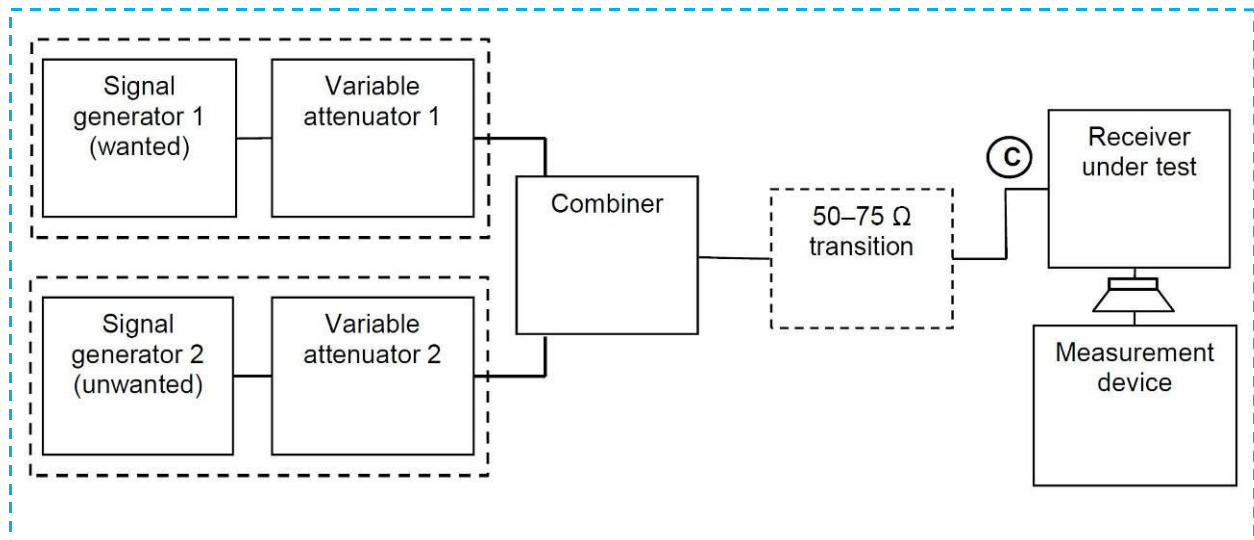 Signal
generator 1
(wanted)
Variable
attenuator 1
Signal
generator 2
(unwanted)
Variable
attenuator 2
Combiner
50–75 Ω
transition
C
Receiver
under test
Measurement
device